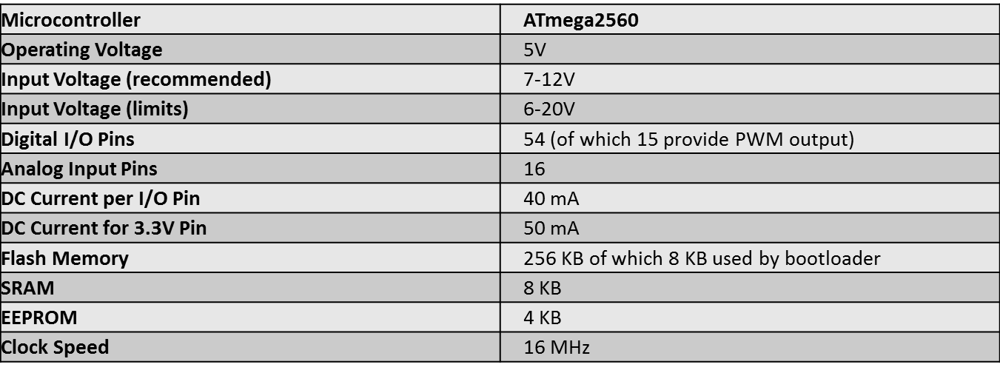 Microcontroller ATmega2560
Operating Voltage 5V
Input Voltage (recommended) 7-12V
Input Voltage (limits) 6-20V
Digital I/O Pins 54 (of which 15 provide PWM output)
Analog Input Pins 16
DC Current per I/O Pin 40 mA
DC Current for 3.3V Pin 50 mA
Flash Memory 256 KB of which 8 KB used by bootloader
SRAM 8 KB
EEPROM 4 KB
Clock Speed 16 MHz